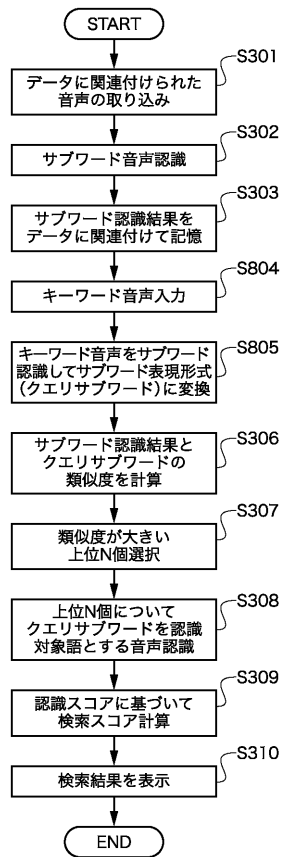 START
S301
データに関連付けられた
音声の取り込み
S302
サブワード音声認識
S303
サブワード認識結果を
データに関連付けて記憶
S804
キーワード音声入力
S805
キーワード音声をサブワード
認識してサブワード表現形式
(クエリサブワード)に変換
S306
サブワード認識結果と
クエリサブワードの
類似度を計算
S307
類似度が大きい
上位N個選択
S308
上位N個について
クエリサブワードを認識
対象語とする音声認識
S309
認識スコアに基づいて
検索スコア計算
S310
検索結果を表示
END